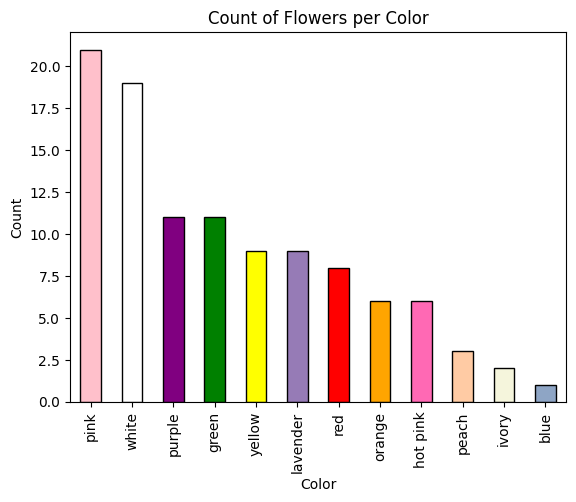 Count of Flowers per Color
Count
20.0
17.5
15.0
12.5
10.0
7.5
5.0
2.5
0.0
pink
white
purple
green
yellow
lavender
red
orange
hot pink
peach
ivory
blue
Color